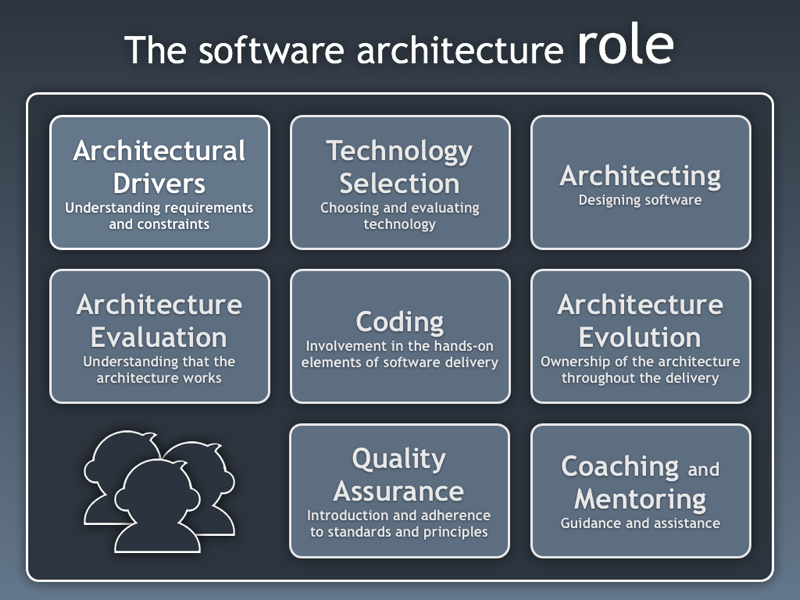 The software architecture role
Architectural
Drivers
Understanding requirements
and constraints
Technology
Selection
Choosing and evaluating
technology
Architecting
Designing software
Architecture
Evaluation
Understanding that the
architecture works
Coding
Involvement in the hands-on
elements of software delivery
Architecture
Evolution
Ownership of the architecture
throughout the delivery
Quality
Assurance
Introduction and adherence
to standards and principles
Coaching and
Mentoring
Guidance and assistance